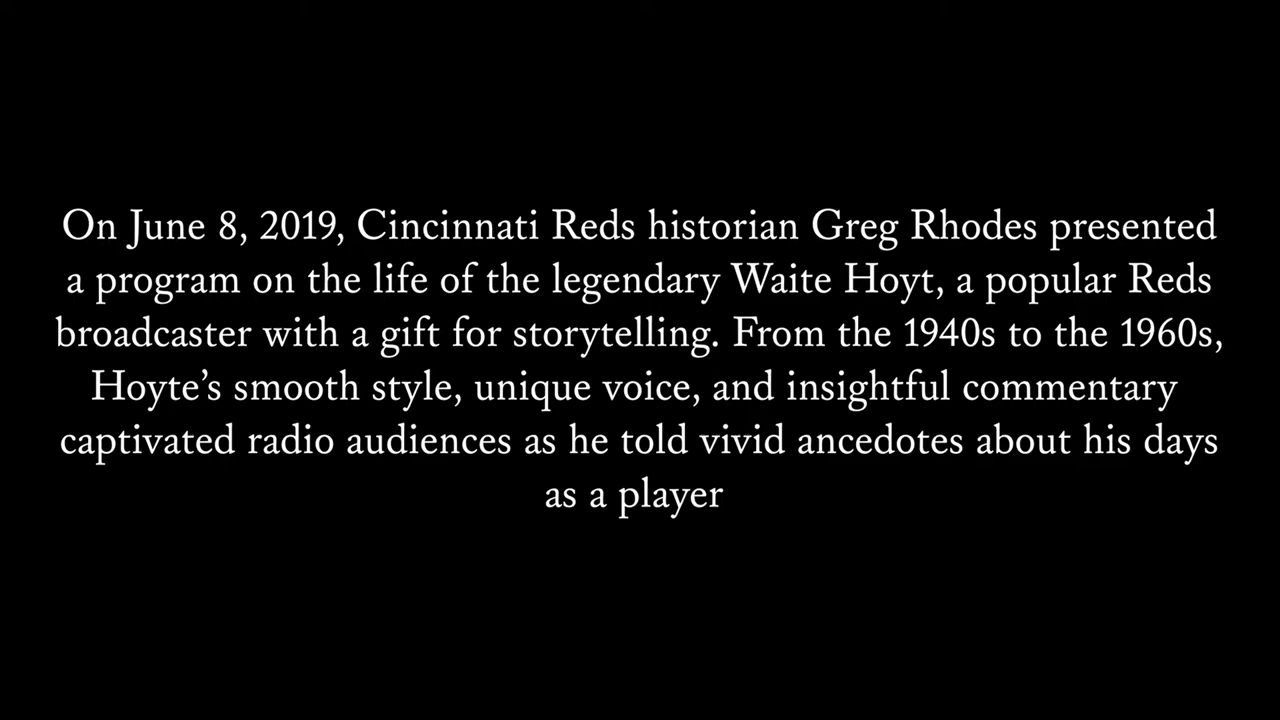 On June 8, 2019, Cincinnati Reds historian Greg Rhodes presented
a program on the life of the legendary Waite Hoyt, a popular Reds
broadcaster with a gift for storytelling. From the 1940s to the 1960s,
Hoyte’s smooth style, unique voice, and insightful commentary
captivated radio audiences as he told vivid ancedotes about his days
as a player